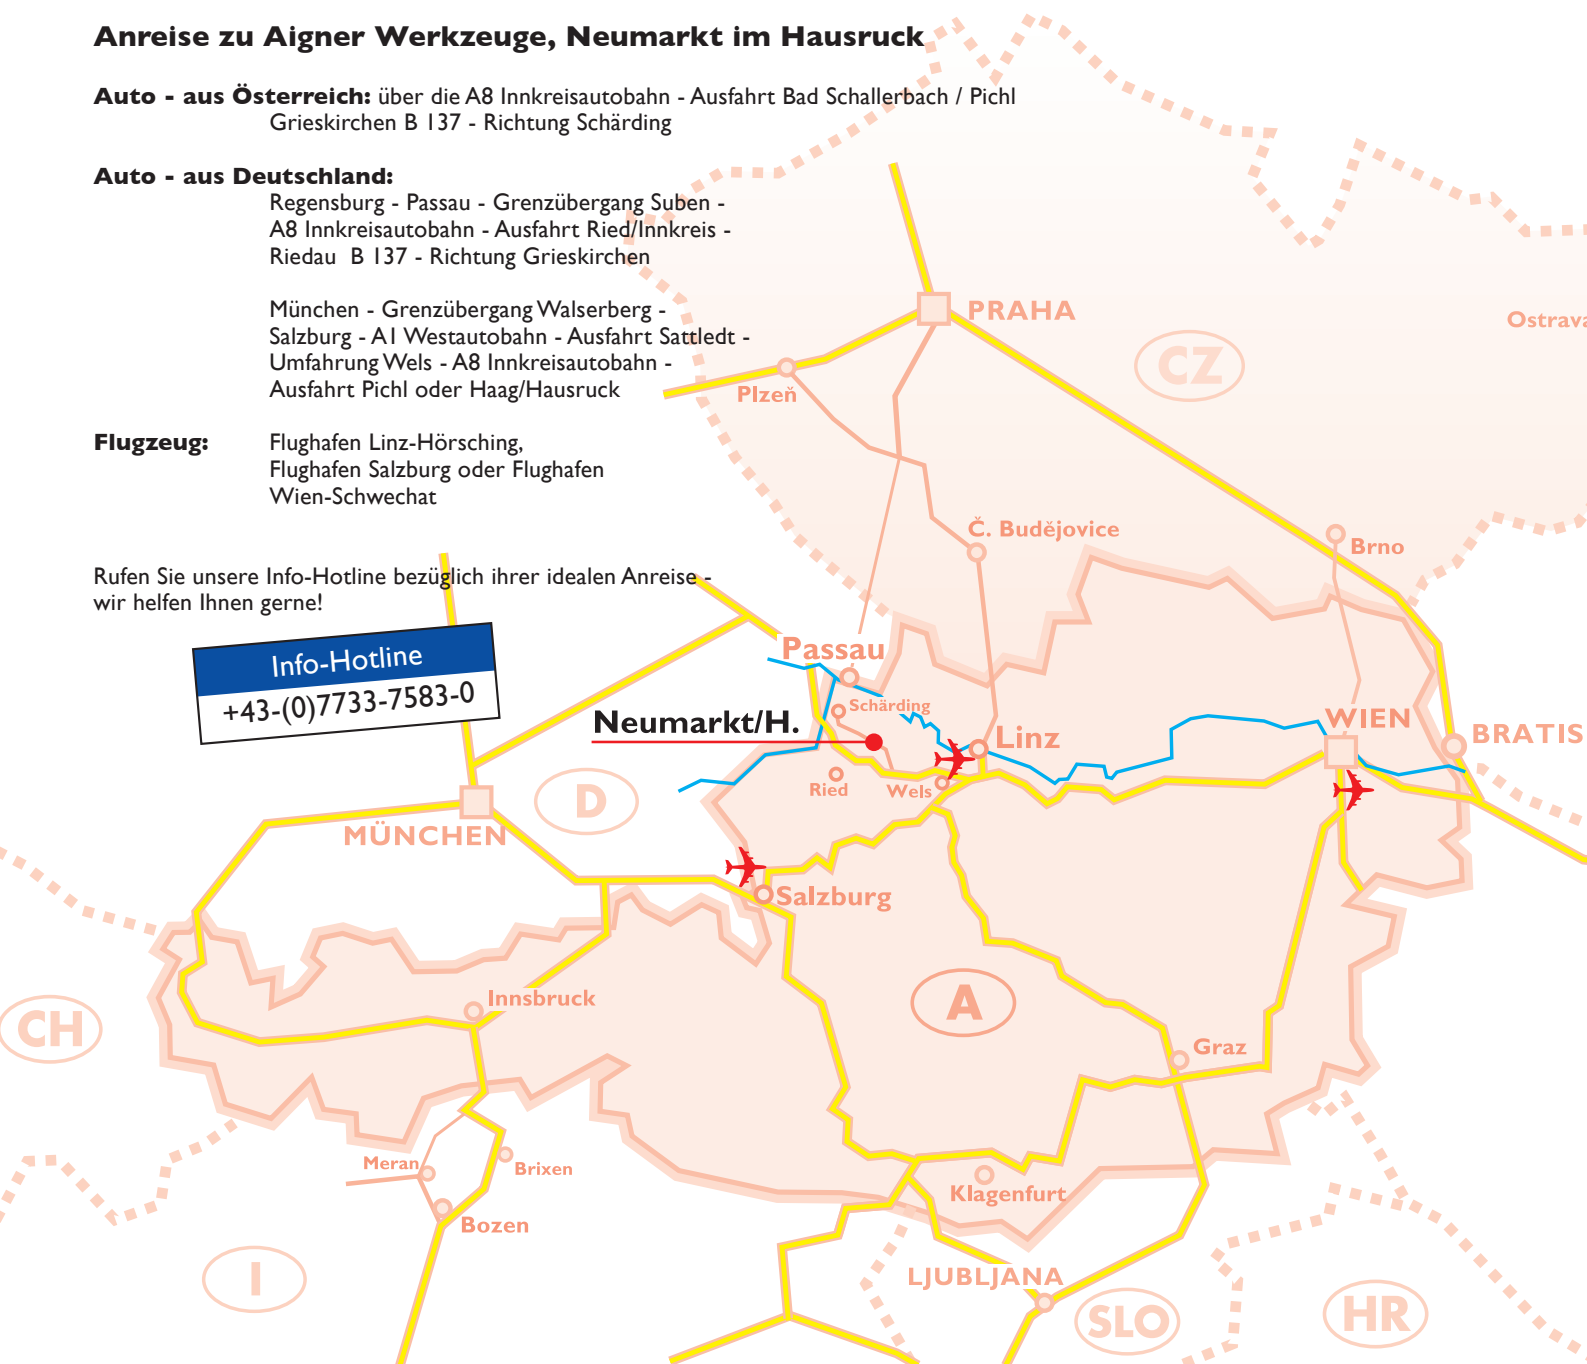 Anreise zu Aigner Werkzeuge, Neumarkt im Hausruck
Auto - aus Österreich: über die A8 Innkreisautobahn - Ausfahrt Bad Schallerbach / Pichl
Grieskirchen B 137 - Richtung Schärding
Auto - aus Deutschland:
Regensburg - Passau - Grenzübergang Suben -
A8 Innkreisautobahn - Ausfahrt Ried/Innkreis -
Riedau B 137 - Richtung Grieskirchen
München - Grenzübergang Walserberg -
Salzburg - A1 Westautobahn - Ausfahrt Sattledt -
Umfahrung Wels - A8 Innkreisautobahn -
Ausfahrt Pichl oder Haag/Hausruck
Flugzeug: Flughafen Linz-Hörsching,
Flughafen Salzburg oder Flughafen
Wien-Schwechat
Rufen Sie unsere Info-Hotline bezüglich ihrer idealen Anreise -
wir helfen Ihnen gerne!
Info-Hotline
+43-(0)7733-7583-0
PRAHA
Ostrava
CZ
Plzeň
Č. Budějovice
Brno
Passau
Schärding
Neumarkt/H.
Linz
WIEN
BRATIS
Ried
Wels
D
MÜNCHEN
Salzburg
Innsbruck
A
CH
Graz
Meran
Brixen
Klagenfurt
Bozen
I
LJUBLJANA
SLO
HR